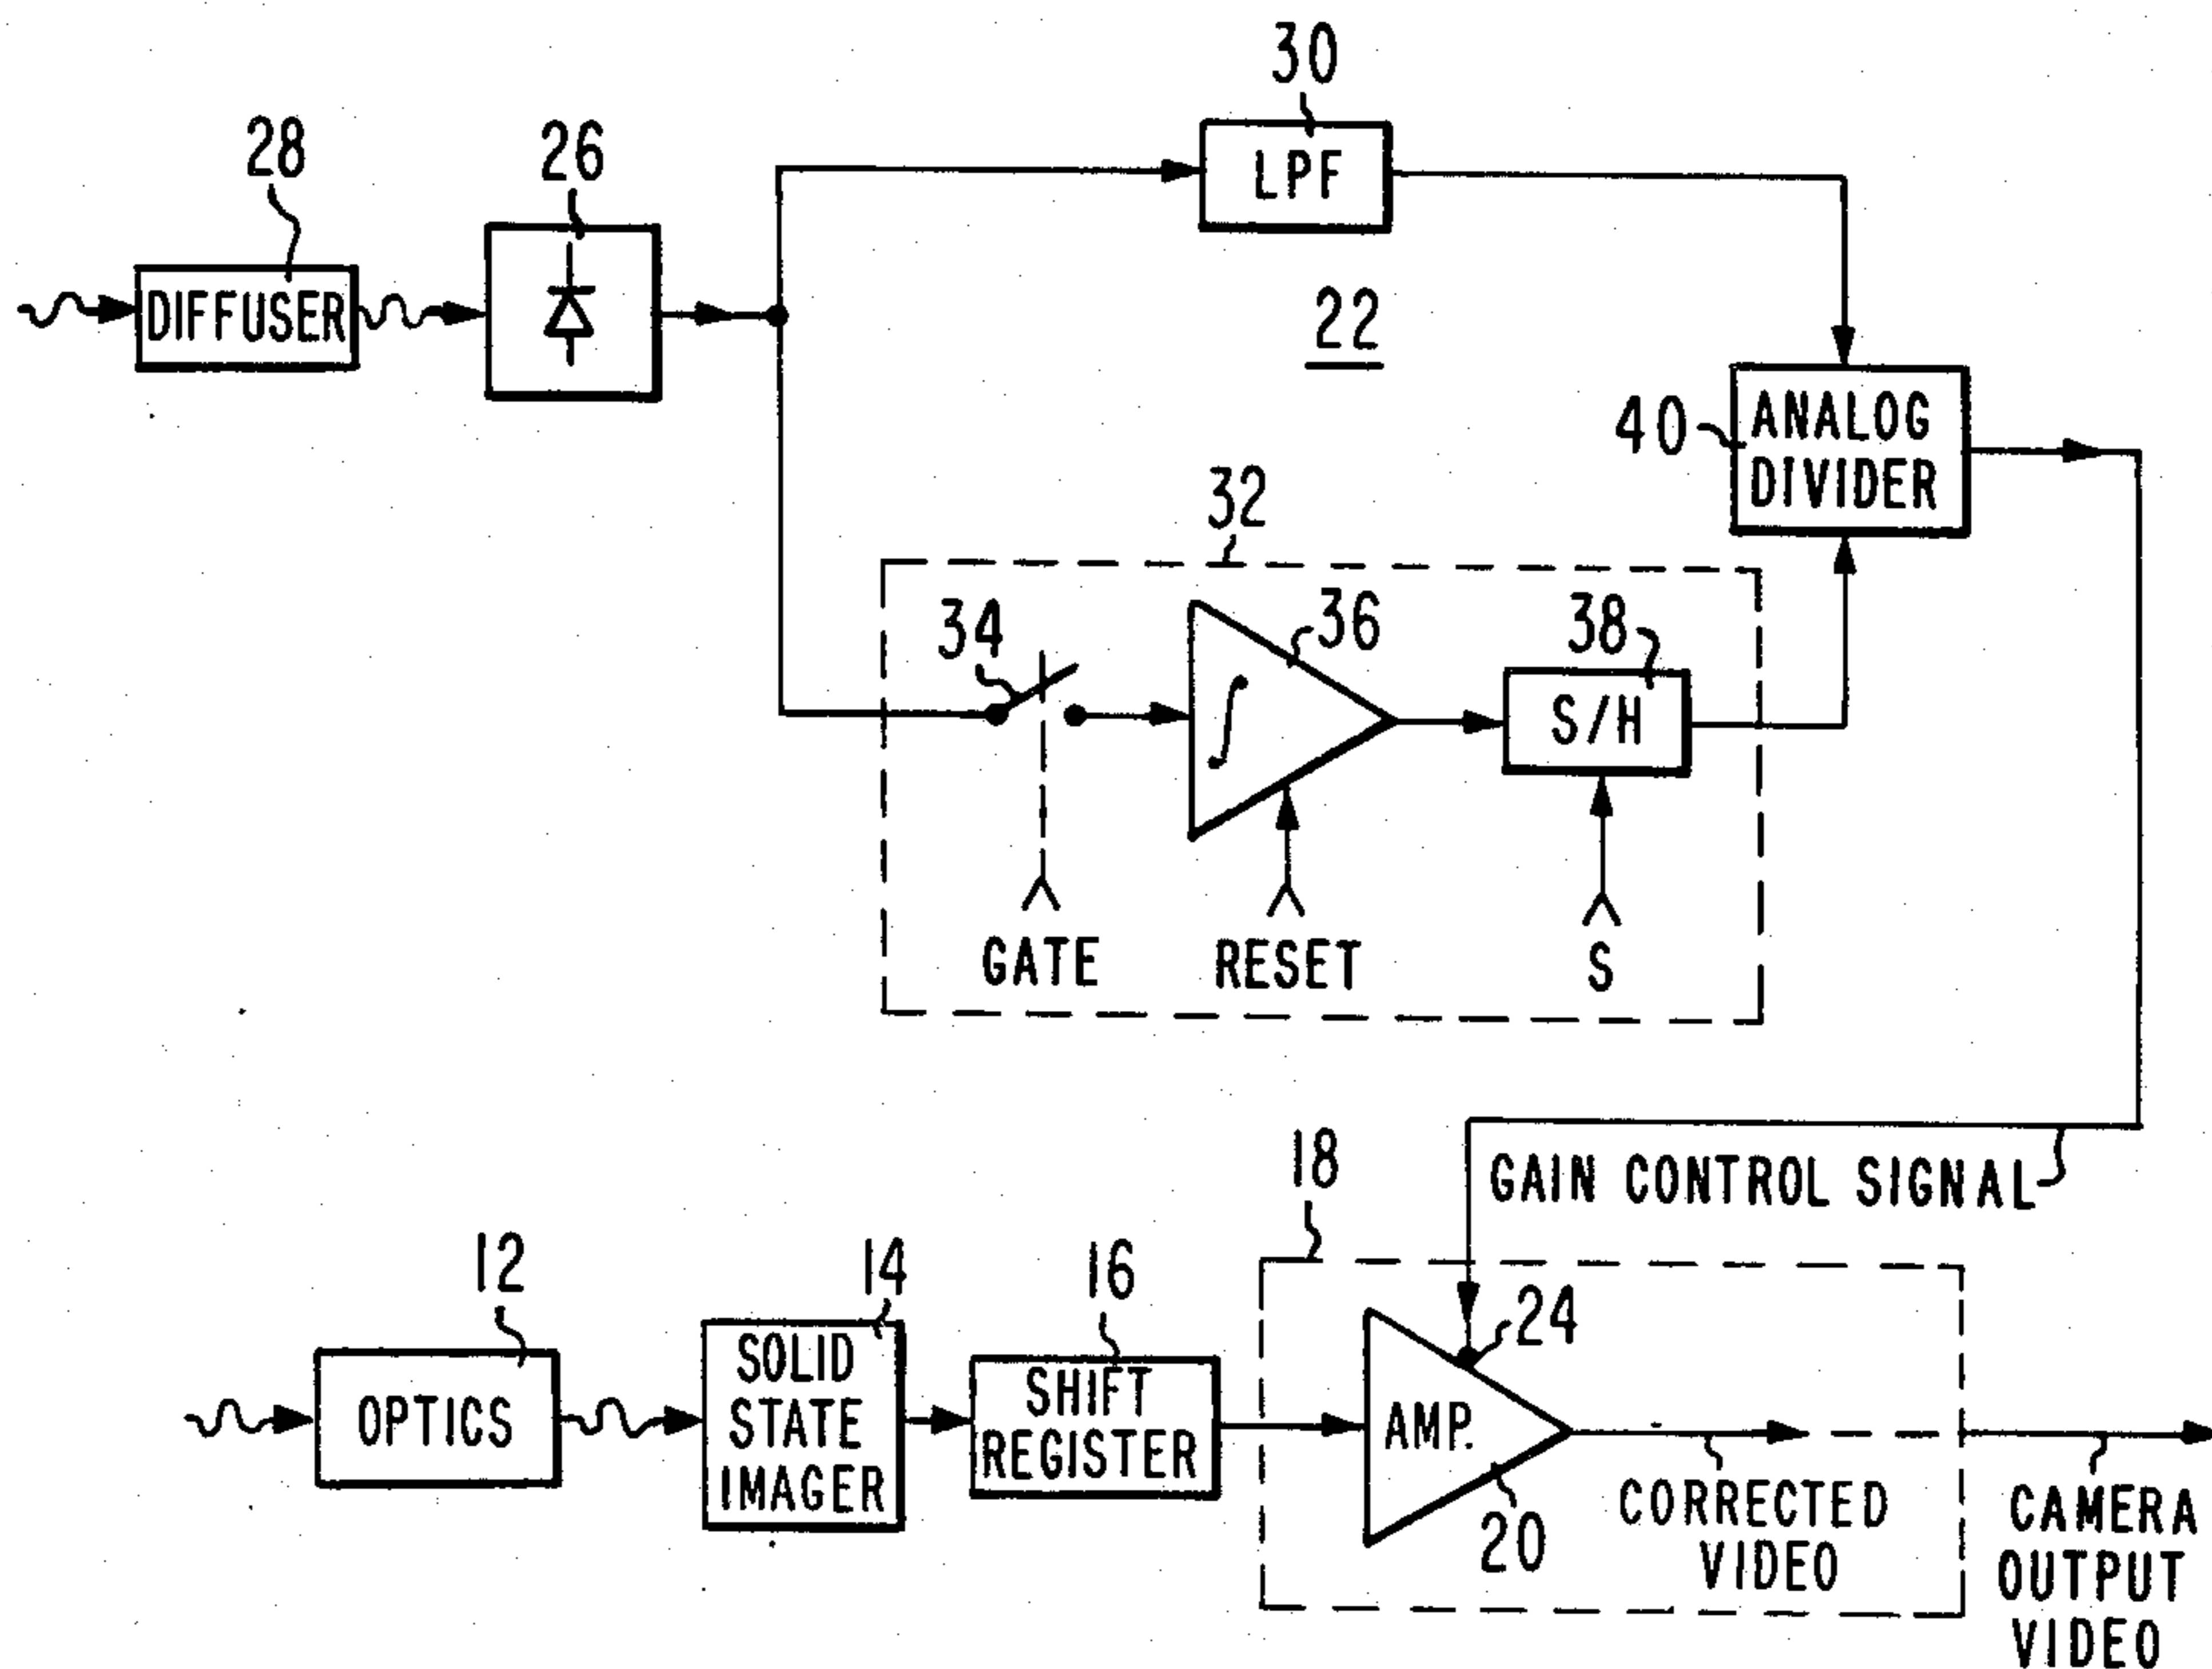 30
28
26
LPF
DIFFUSER
22
40
ANALOG
DIVIDER
32
34
36
38
S/H
GATE
RESET
S
18
GAIN CONTROL SIGNAL
12
14
16
24
OPTICS
SOLID
STATE
IMAGER
SHIFT
REGISTER
AMP.
20
CORRECTED
VIDEO
CAMERA
OUTPUT
VIDEO